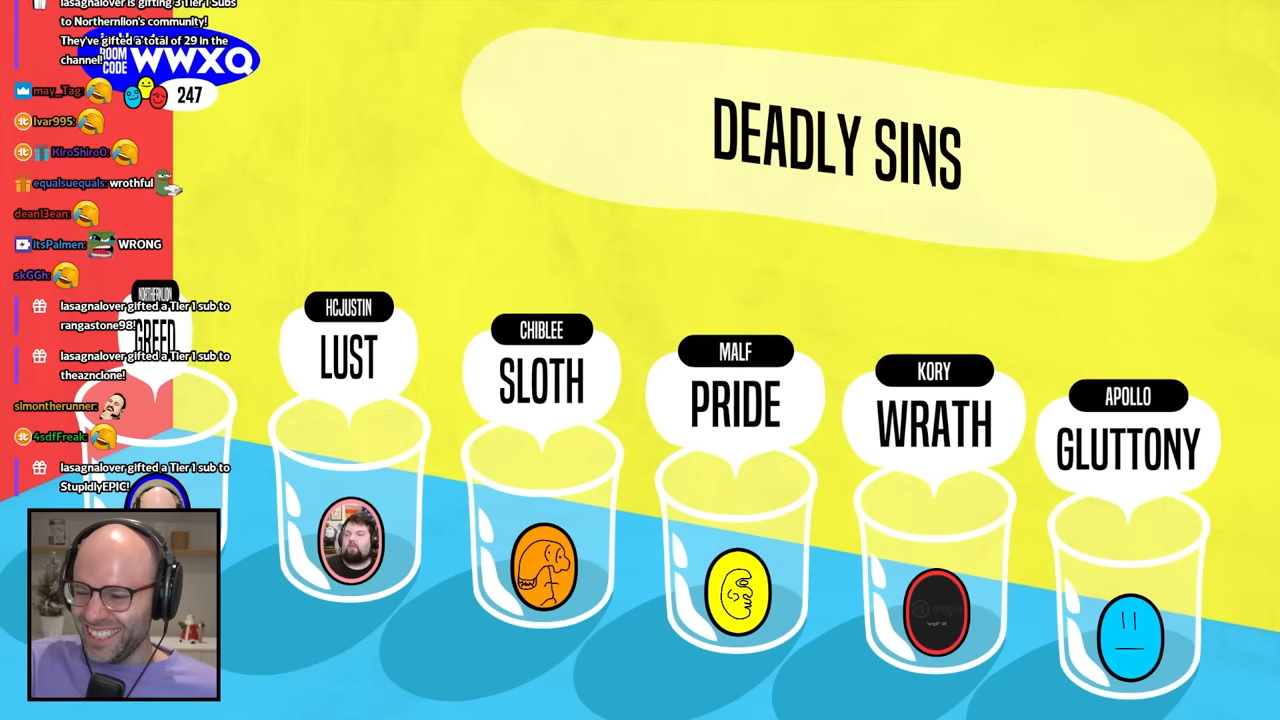 lasagnalover is gifting 3 Tier 1 Subs
to Northernlion's community!
They've gifted a total of 29 in the
channel!
ROOM
CODE
WWXQ
247
may_Tag:
Ivar995:
KiroShiro0:
equalsuequals: wrothful
dean13ean:
itsPalmen: WRONG
skGGh:
lasagnalover gifted a Tier 1 sub to
rangastone98!
lasagnalover gifted a Tier 1 sub to
theaznclone!
simontherunner:
4sdfFreak:
lasagnalover gifted a Tier 1 sub to
StupidlyEPIC!
DEADLY SINS
NORTHERNLION
GREED
HCJUSTIN
LUST
CHIBLEE
SLOTH
MALF
PRIDE
KORY
WRATH
APOLLO
GLUTTONY